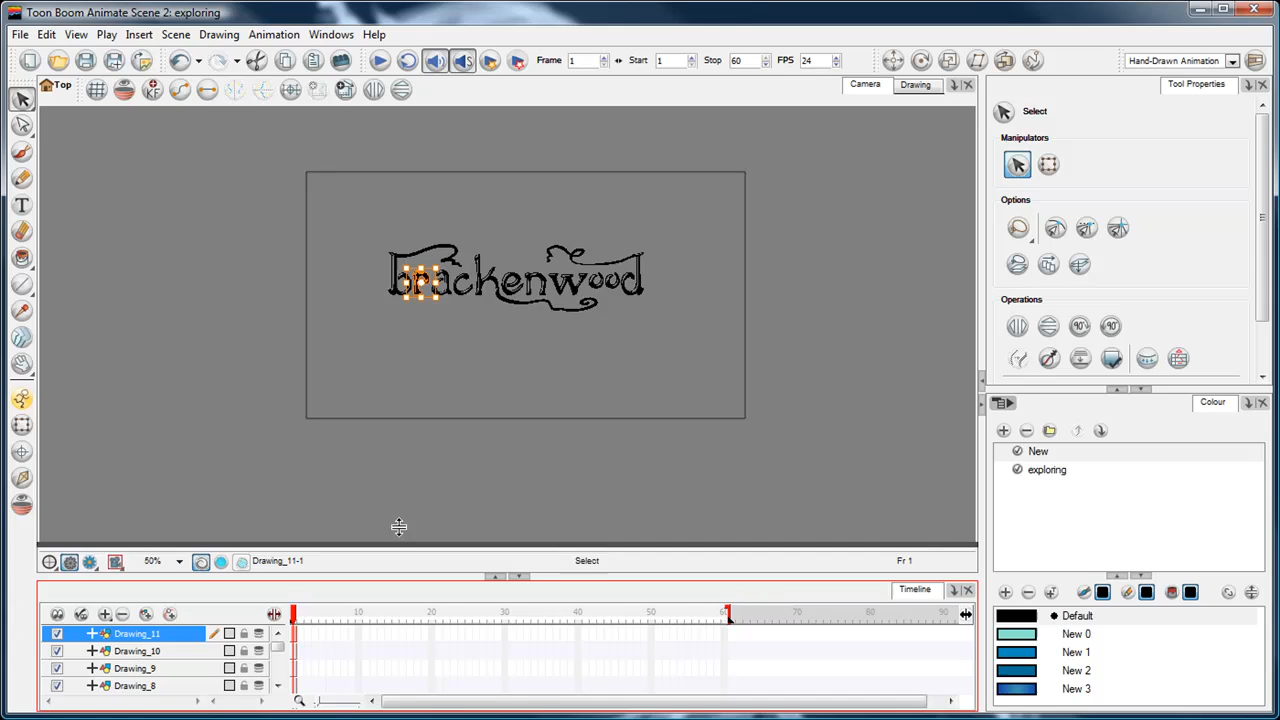 Toon Boom Animate Scene 2: exploring
File Edit View Play Insert Scene Drawing Animation Windows Help
Frame 1 Start 1 Stop 60 FPS 24 Hand-Drawn Animation
Top Camera Drawing Tool Properties
KF
T
Select
Manipulators
Options
Operations
90° 90°
brackenwood
Colour
New
exploring
50% Drawing_11-1 Select Fr 1
Timeline
10 20 30 40 50 60 70 80 90
Drawing_11
Drawing_10
Drawing_9
Drawing_8
Default
New 0
New 1
New 2
New 3